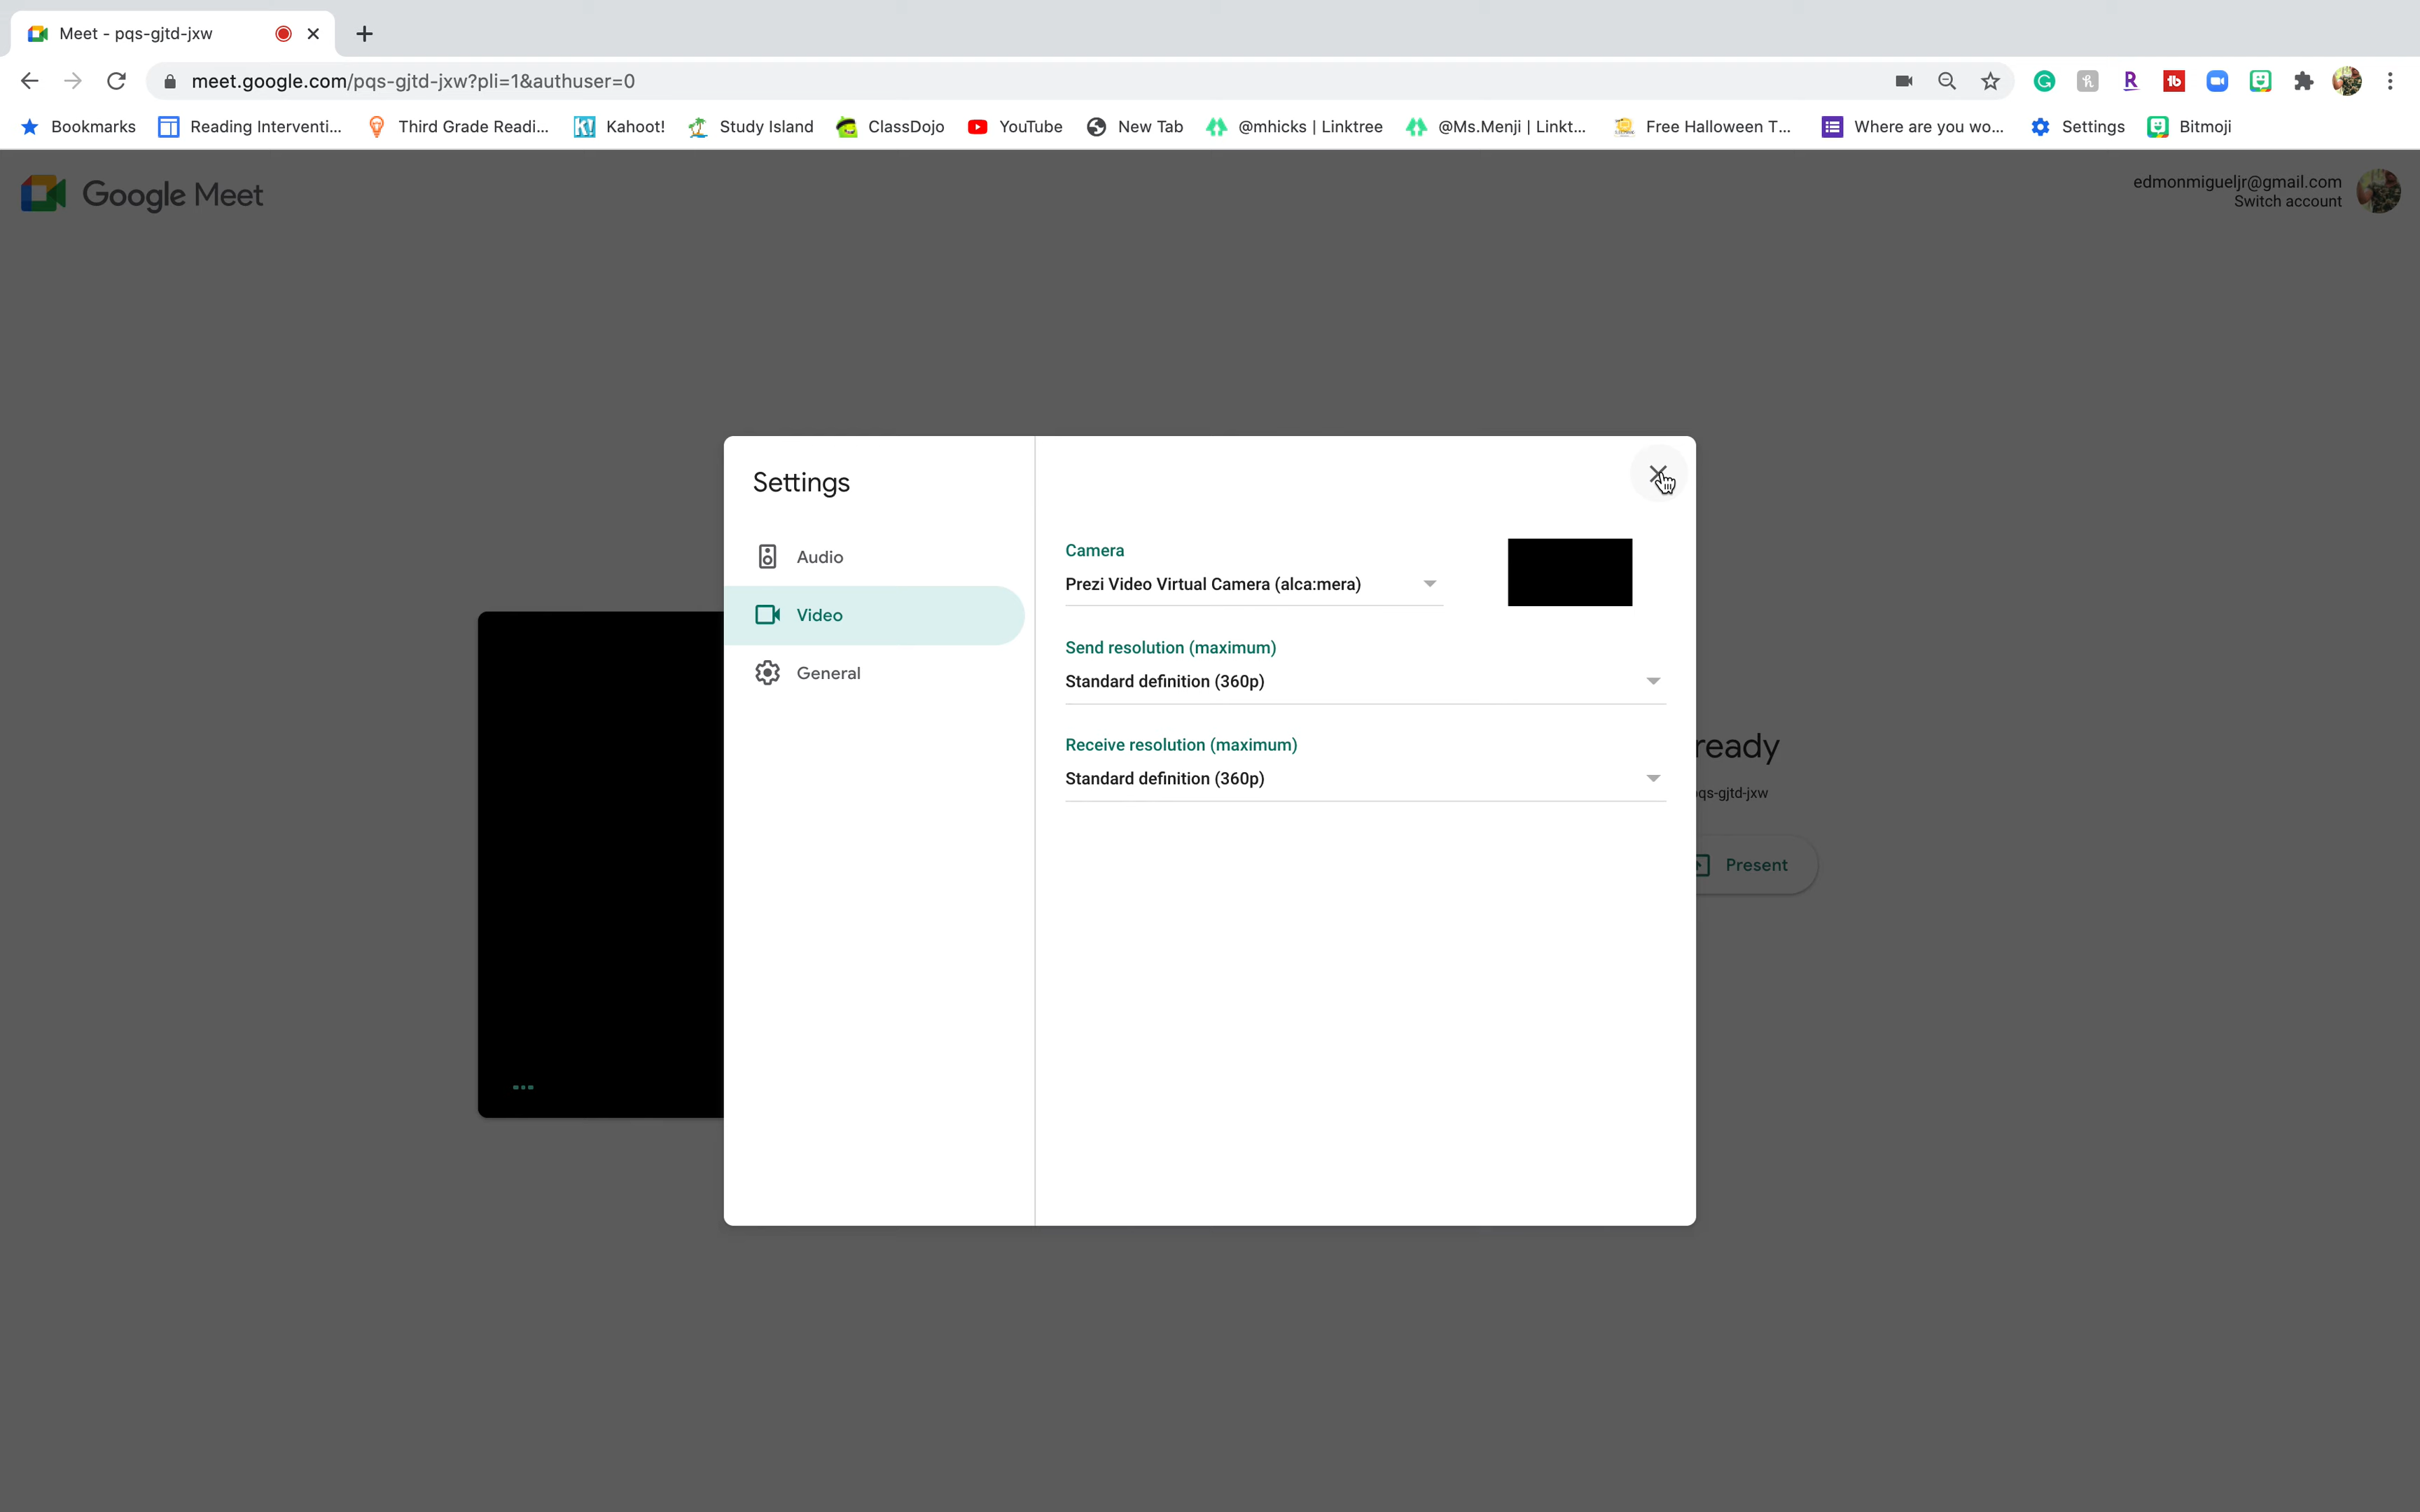 Meet - pqs-gjtd-jxw
meet.google.com/pqs-gjtd-jxw?pli=1&authuser=0
Bookmarks Reading Interventi... Third Grade Readi... Kahoot! Study Island ClassDojo YouTube New Tab @mhicks | Linktree @Ms.Menji | Linkt... Free Halloween T... Where are you wo... Settings Bitmoji
Google Meet
edmonmigueljr@gmail.com
Switch account
Settings
Audio
Video
General
Camera
Prezi Video Virtual Camera (alca:mera)
Send resolution (maximum)
Standard definition (360p)
Receive resolution (maximum)
Standard definition (360p)
ready
qs-gjtd-jxw
Present